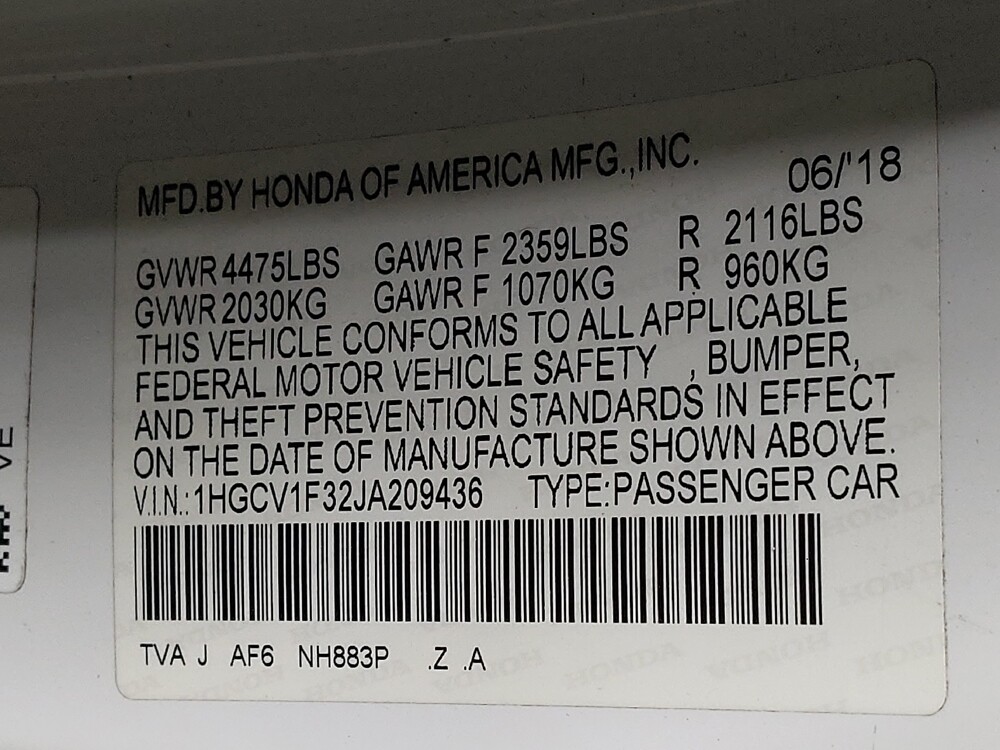 MFD.BY HONDA OF AMERICA MFG.,INC. 06/'18
GVWR 4475LBS GAWR F 2359LBS R 2116LBS
GVWR 2030KG GAWR F 1070KG R 960KG
THIS VEHICLE CONFORMS TO ALL APPLICABLE
FEDERAL MOTOR VEHICLE SAFETY , BUMPER,
AND THEFT PREVENTION STANDARDS IN EFFECT
ON THE DATE OF MANUFACTURE SHOWN ABOVE.
V.I.N.: 1HGCV1F32JA209436 TYPE:PASSENGER CAR
TVA J AF6 NH883P .Z .A